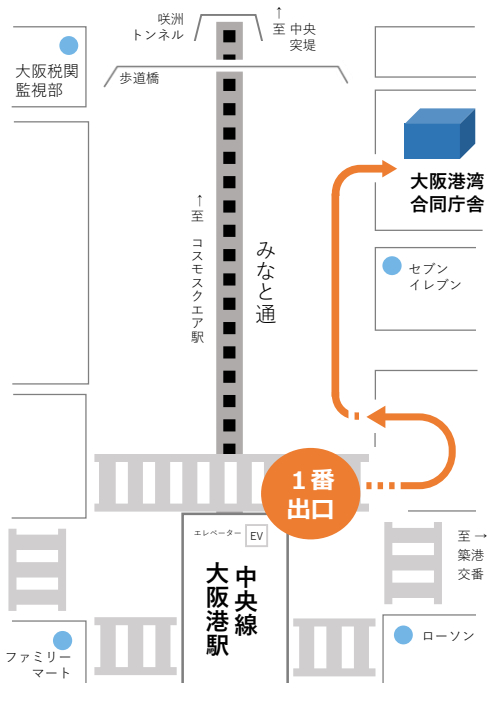 咲洲
トンネル
↑
至 中央
突堤
大阪税関
監視部
歩道橋
大阪港湾
合同庁舎
↑
至
コスモスクエア駅
みなと通
セブン
イレブン
1番
出口
エレベーター EV
中央線
大阪港駅
至→
築港
交番
ファミリー
マート
ローソン